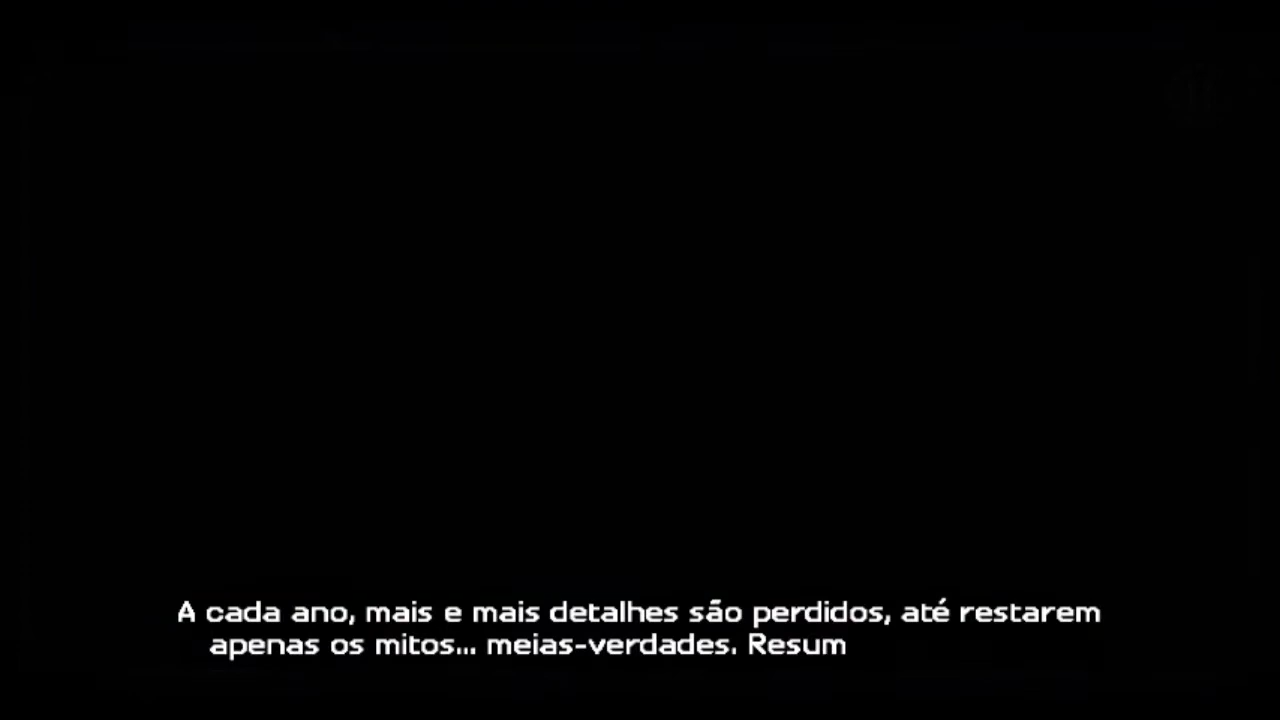 A cada ano, mais e mais detalhes são perdidos, até restarem
apenas os mitos... meias-verdades. Resum